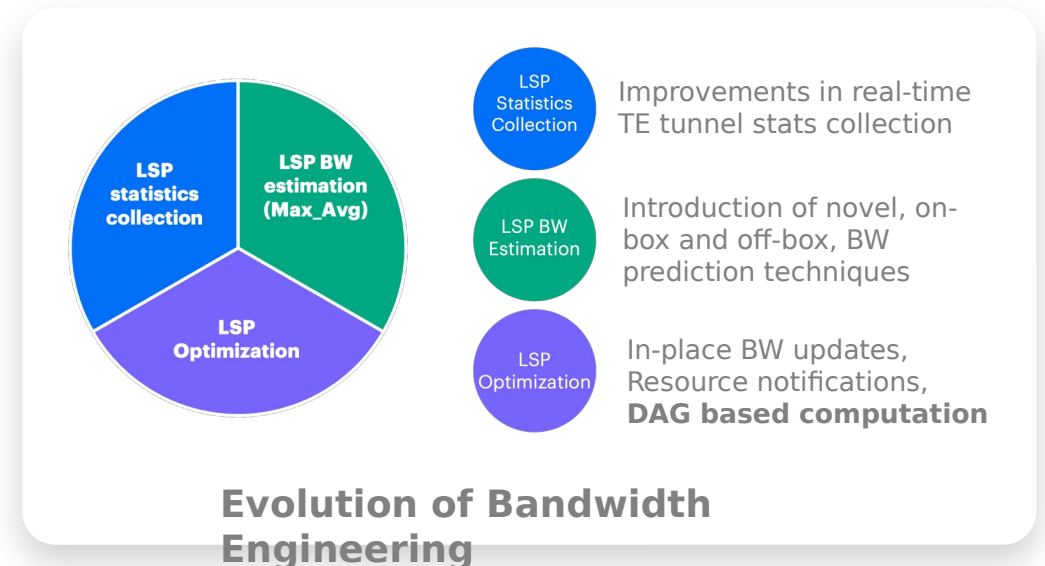 LSP
statistics
collection
LSP BW
estimation
(Max_Avg)
LSP
Optimization
LSP
Statistics
Collection
Improvements in real-time
TE tunnel stats collection
LSP BW
Estimation
Introduction of novel, on-
box and off-box, BW
prediction techniques
LSP
Optimization
In-place BW updates,
Resource notifications,
DAG based computation
Evolution of Bandwidth
Engineering